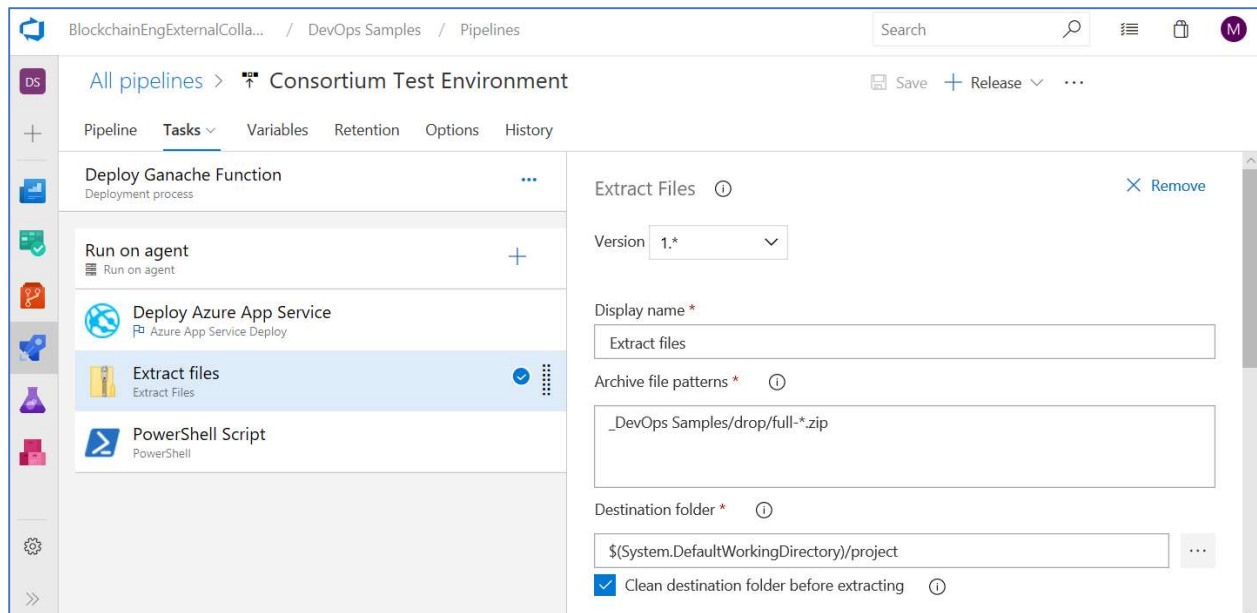 BlockchainEngExternalColla... / DevOps Samples / Pipelines
Search
M
DS
All pipelines > Consortium Test Environment
Save + Release ...
Pipeline Tasks Variables Retention Options History
Deploy Ganache Function
Deployment process
Run on agent
Run on agent
Deploy Azure App Service
Azure App Service Deploy
Extract files
Extract Files
PowerShell Script
PowerShell
Extract Files
Remove
Version 1.*
Display name *
Extract files
Archive file patterns *
_DevOps Samples/drop/full-*.zip
Destination folder *
$(System.DefaultWorkingDirectory)/project
Clean destination folder before extracting